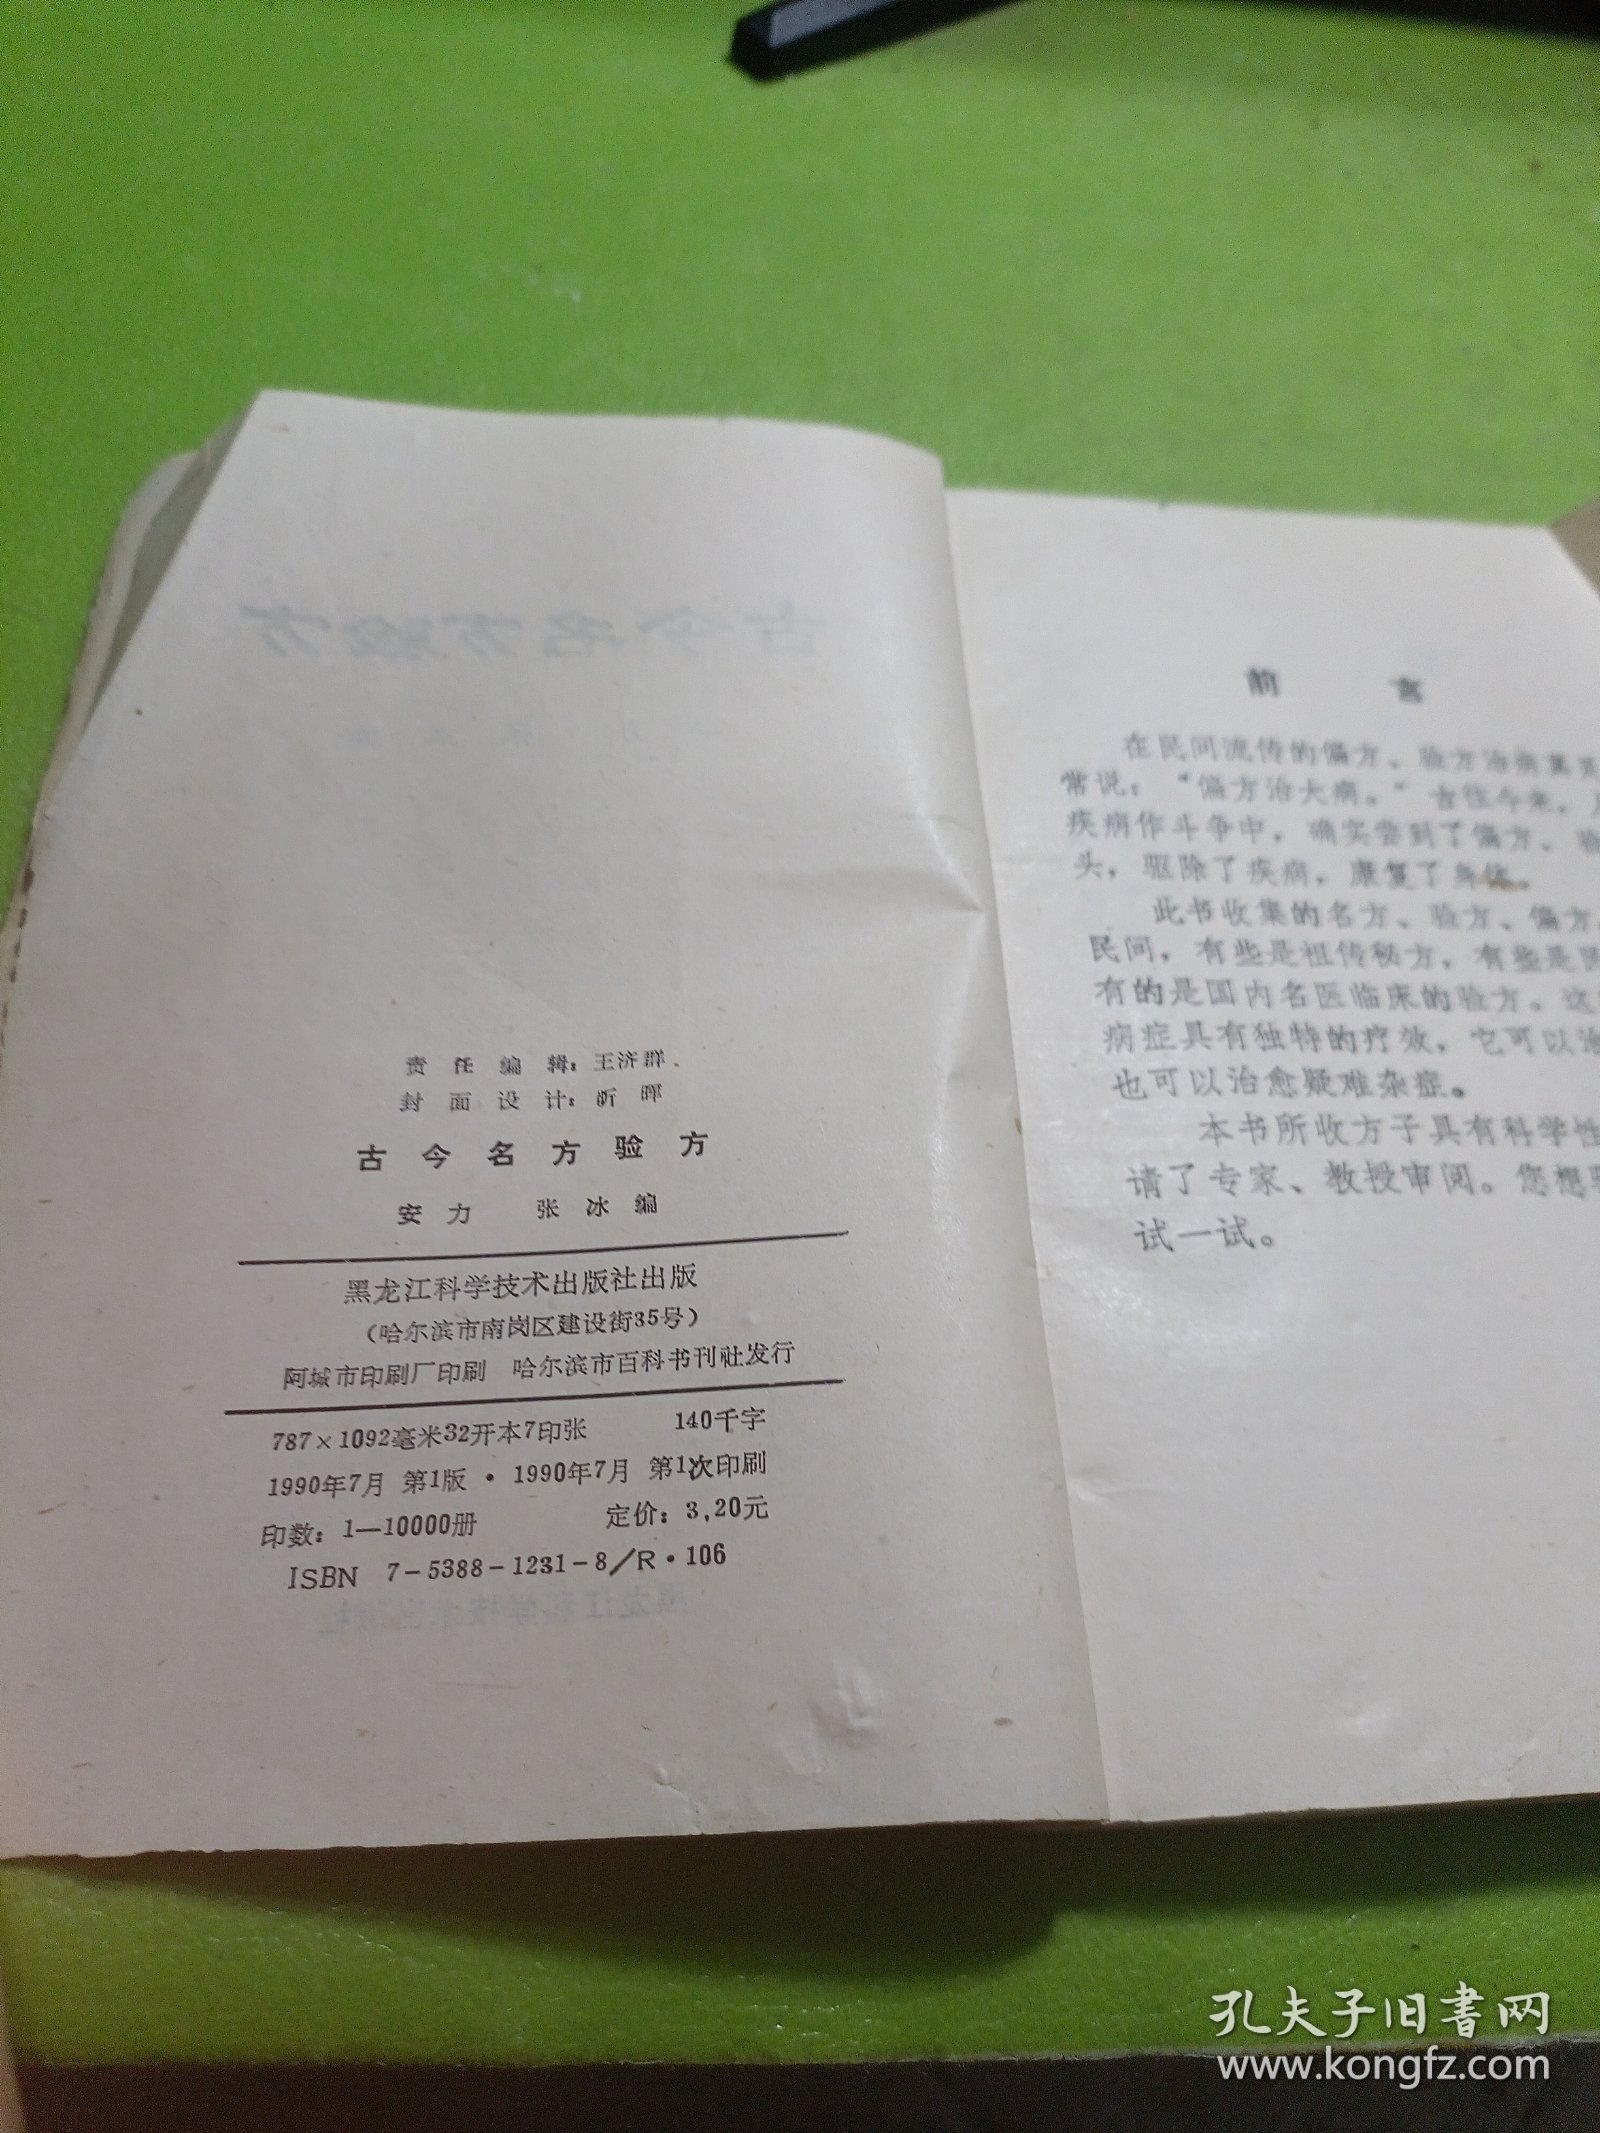 责任编辑：王济群
封面设计：昕晖
古今名方验方
安力 张冰编
黑龙江科学技术出版社出版
（哈尔滨市南岗区建设街35号）
阿城市印刷厂印刷 哈尔滨市百科书刊社发行
787×1092毫米32开本7印张 140千字
1990年7月 第1版·1990年7月 第1次印刷
印数：1—10000册 定价：3.20元
ISBN 7-5388-1231-8/R·106
前言
在民间流传的偏方、验方治病
常说：“偏方治大病。”古往今来，
疾病作斗争中，确实尝到了偏方、
头，驱除了疾病，康复了身体。
此书收集的名方、验方、偏方
民间，有些是祖传秘方，有些是
有的是国内名医临床的验方。这
病症具有独特的疗效，它可以
也可以治愈疑难杂症。
本书所收方子具有科学性
请了专家、教授审阅。您想
试一试。
孔夫子旧书网
www.kongfz.com